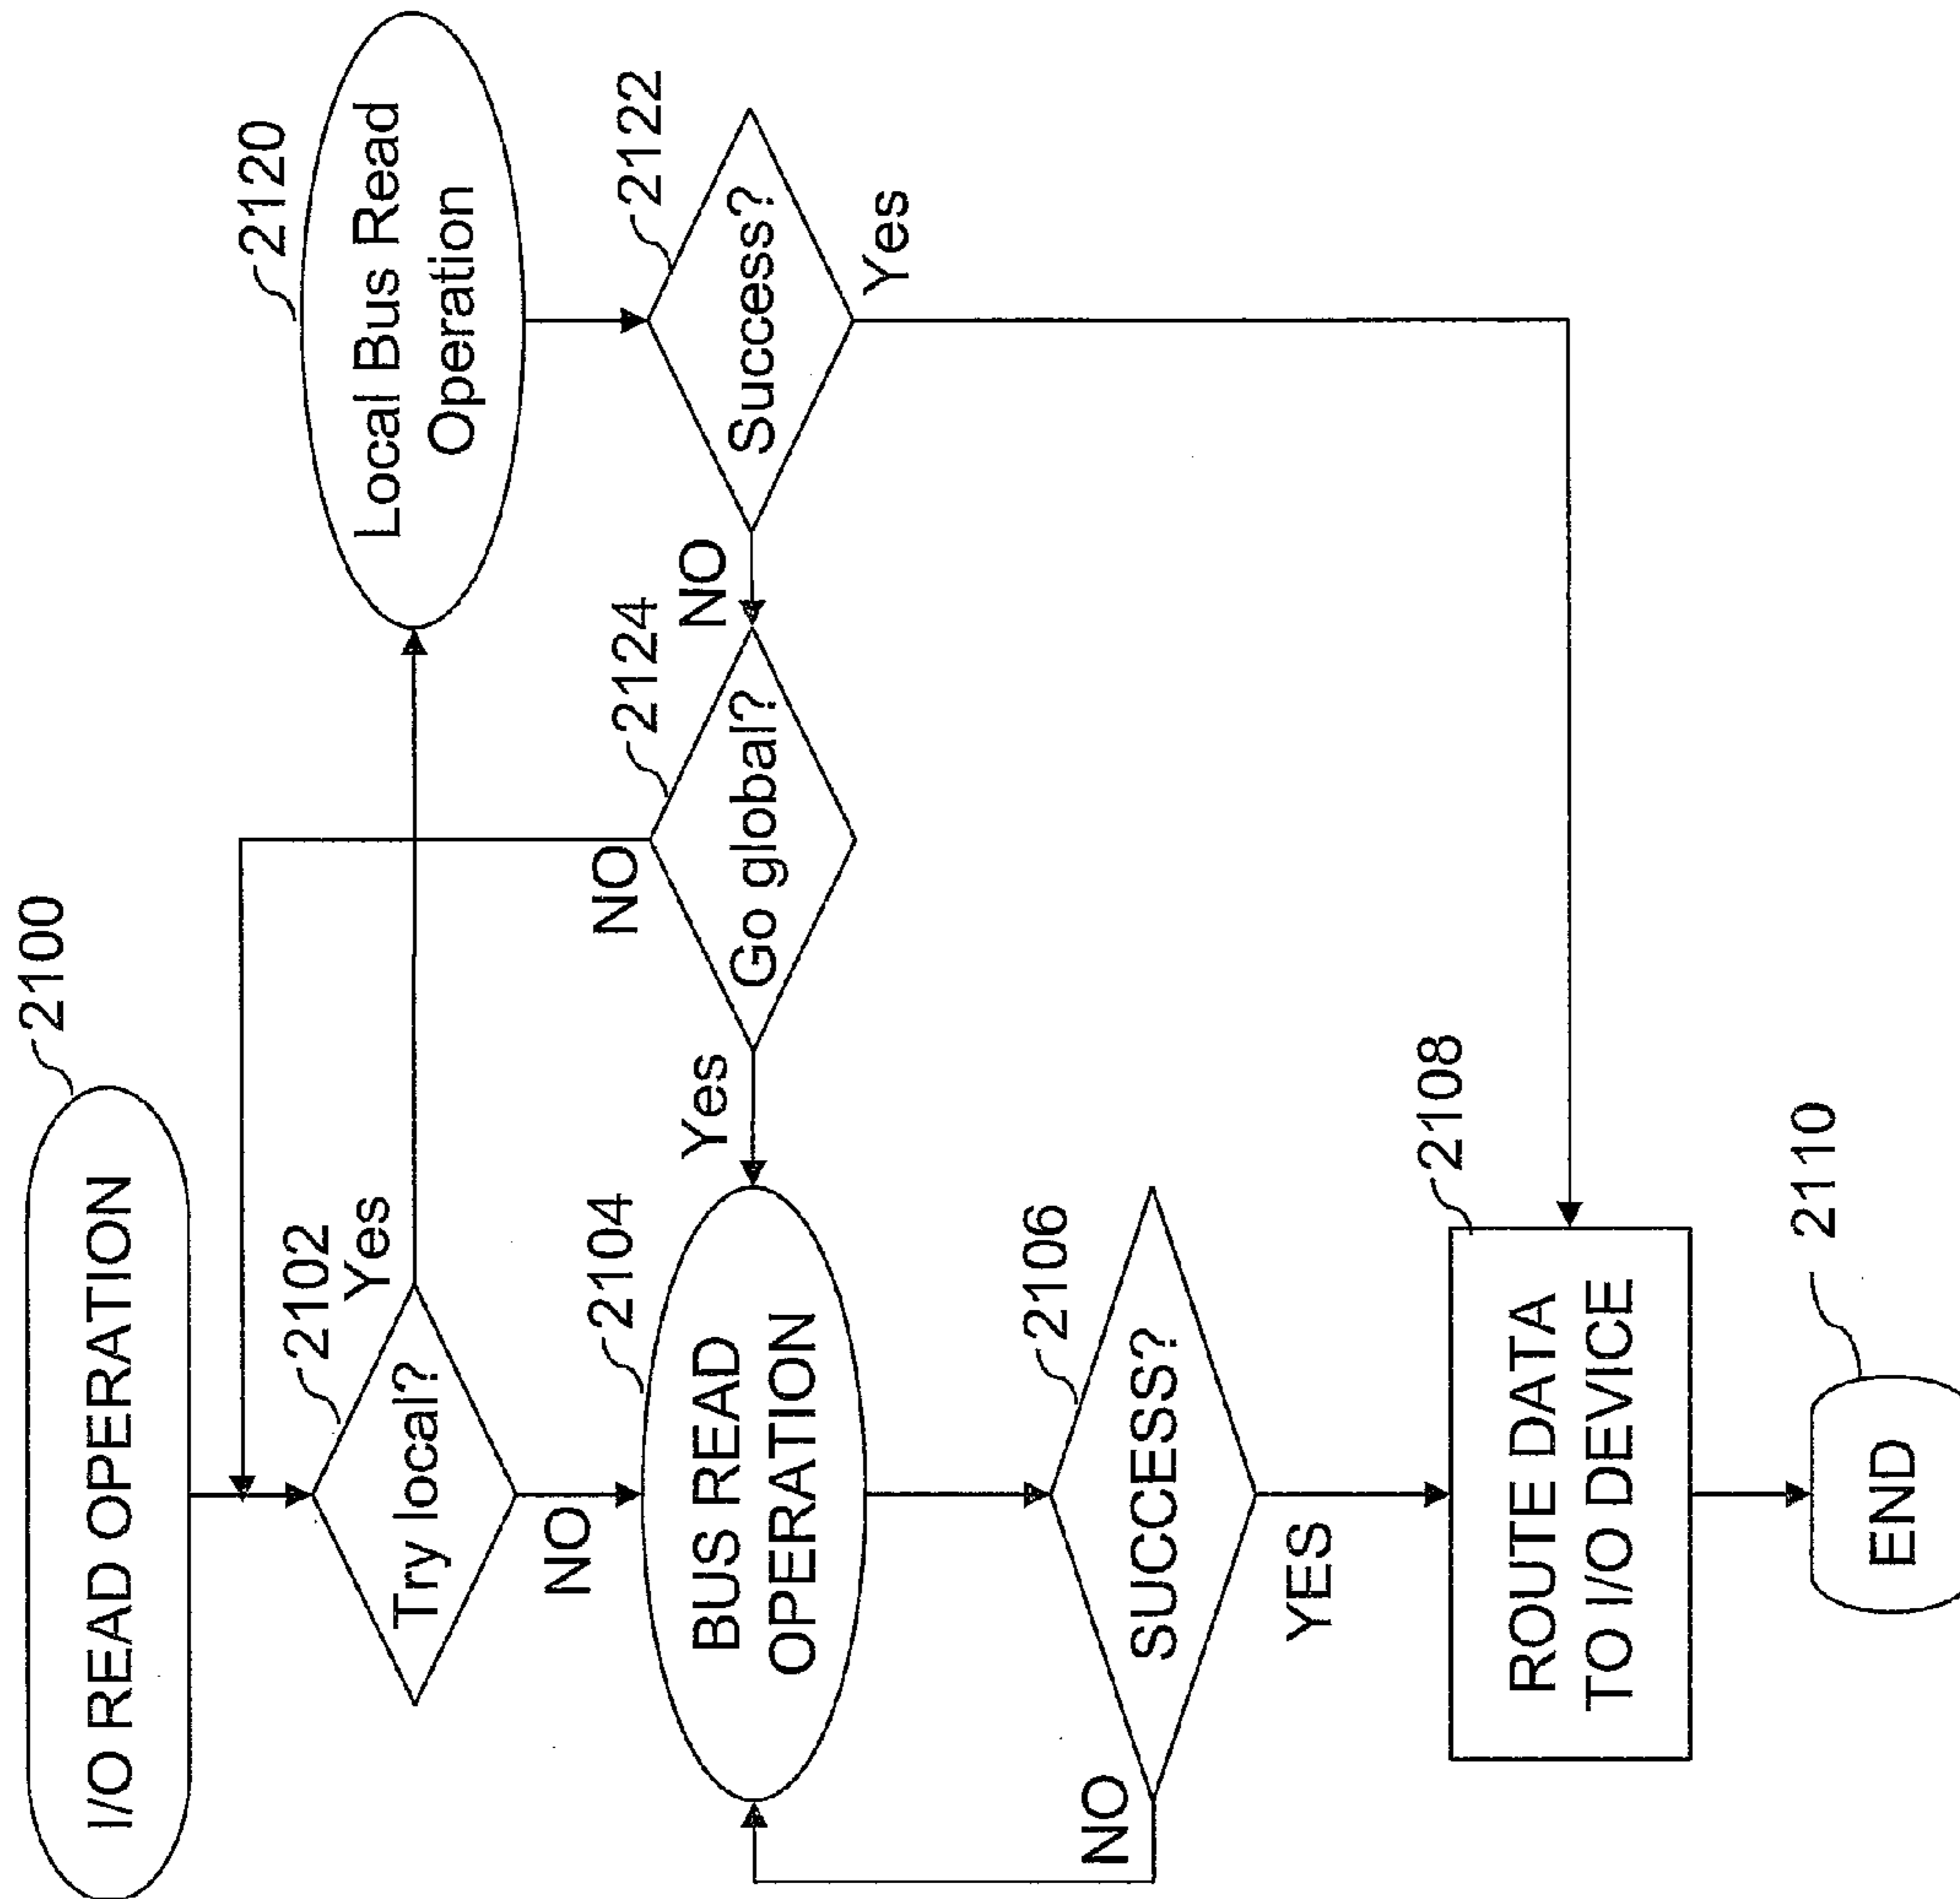 2100
I/O READ OPERATION
2102
Try local?
Yes
NO
2120
Local Bus Read
Operation
2122
Success?
NO
Yes
2124
Go global?
NO
Yes
2104
BUS READ
OPERATION
2106
SUCCESS?
NO
YES
2108
ROUTE DATA
TO I/O DEVICE
2110
END